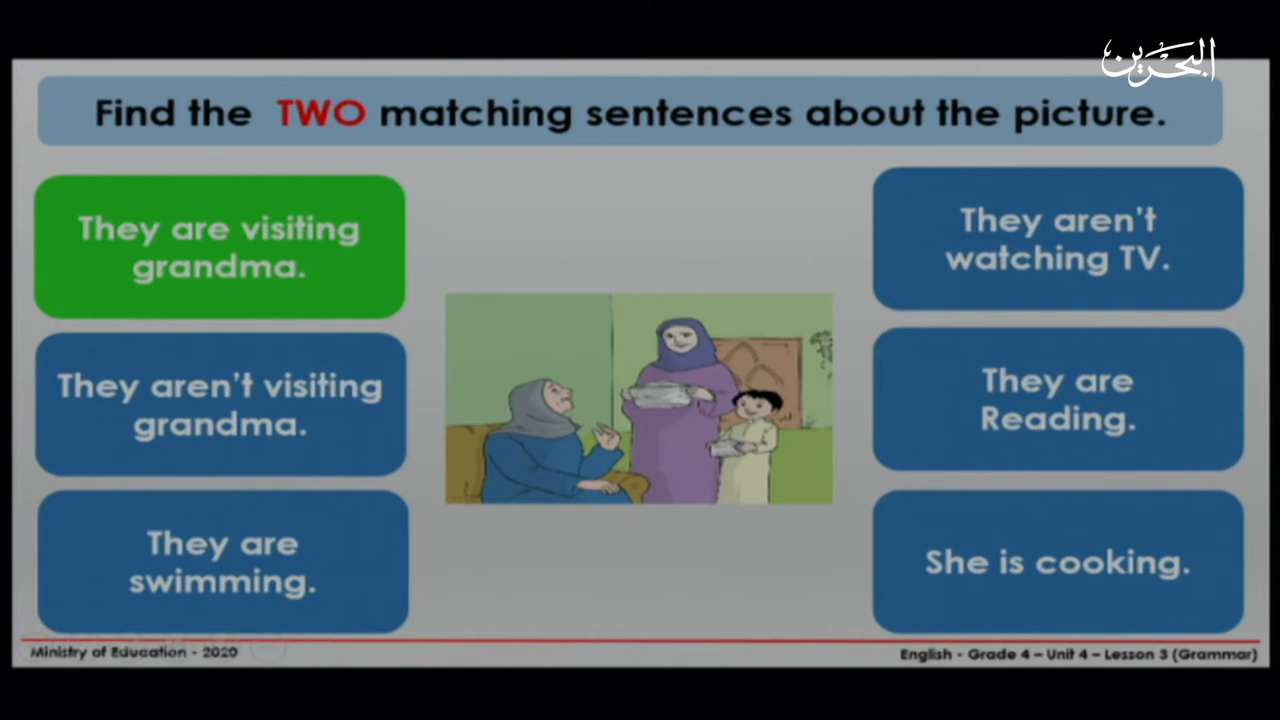 البحرين
Find the TWO matching sentences about the picture.
They are visiting
grandma.
They aren't
watching TV.
They aren't visiting
grandma.
They are
Reading.
They are
swimming.
She is cooking.
Ministry of Education - 2020
English - Grade 4 – Unit 4 – Lesson 3 (Grammar)